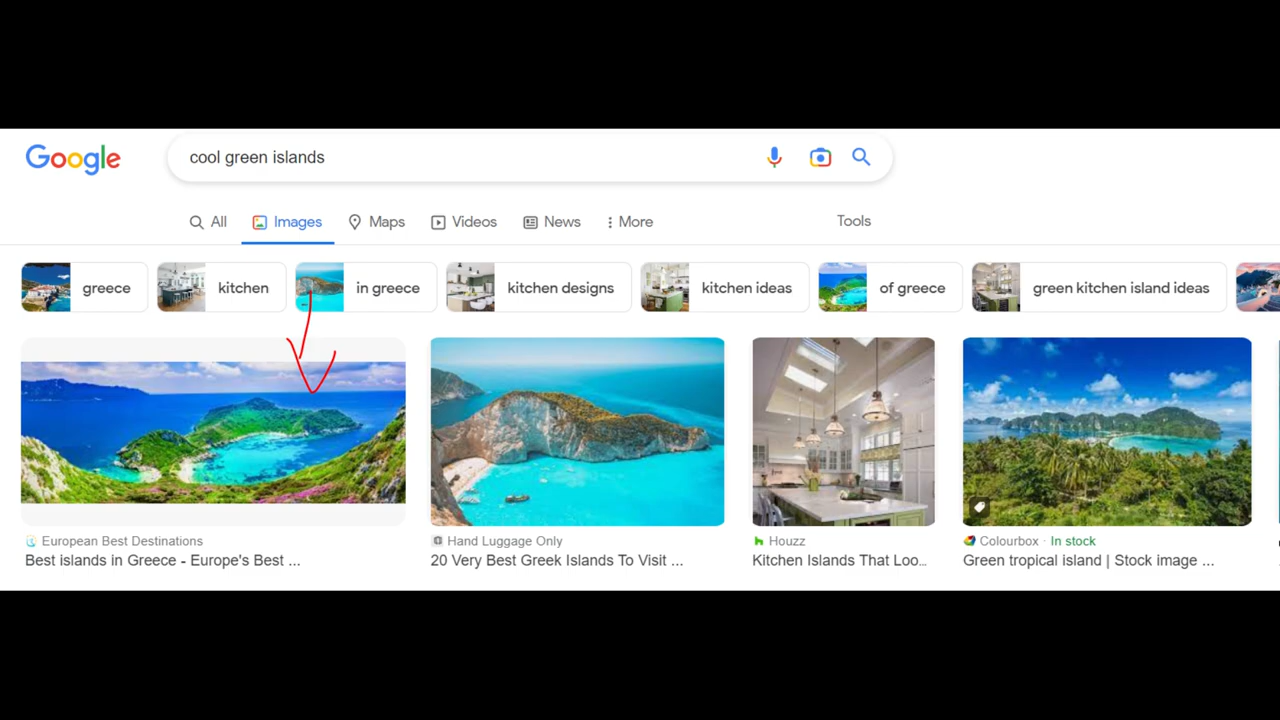 Google
cool green islands
All Images Maps Videos News More Tools
greece kitchen in greece kitchen designs kitchen ideas of greece green kitchen island ideas
European Best Destinations
Best islands in Greece - Europe's Best ...
Hand Luggage Only
20 Very Best Greek Islands To Visit ...
Houzz
Kitchen Islands That Loo...
Colourbox · In stock
Green tropical island | Stock image ...